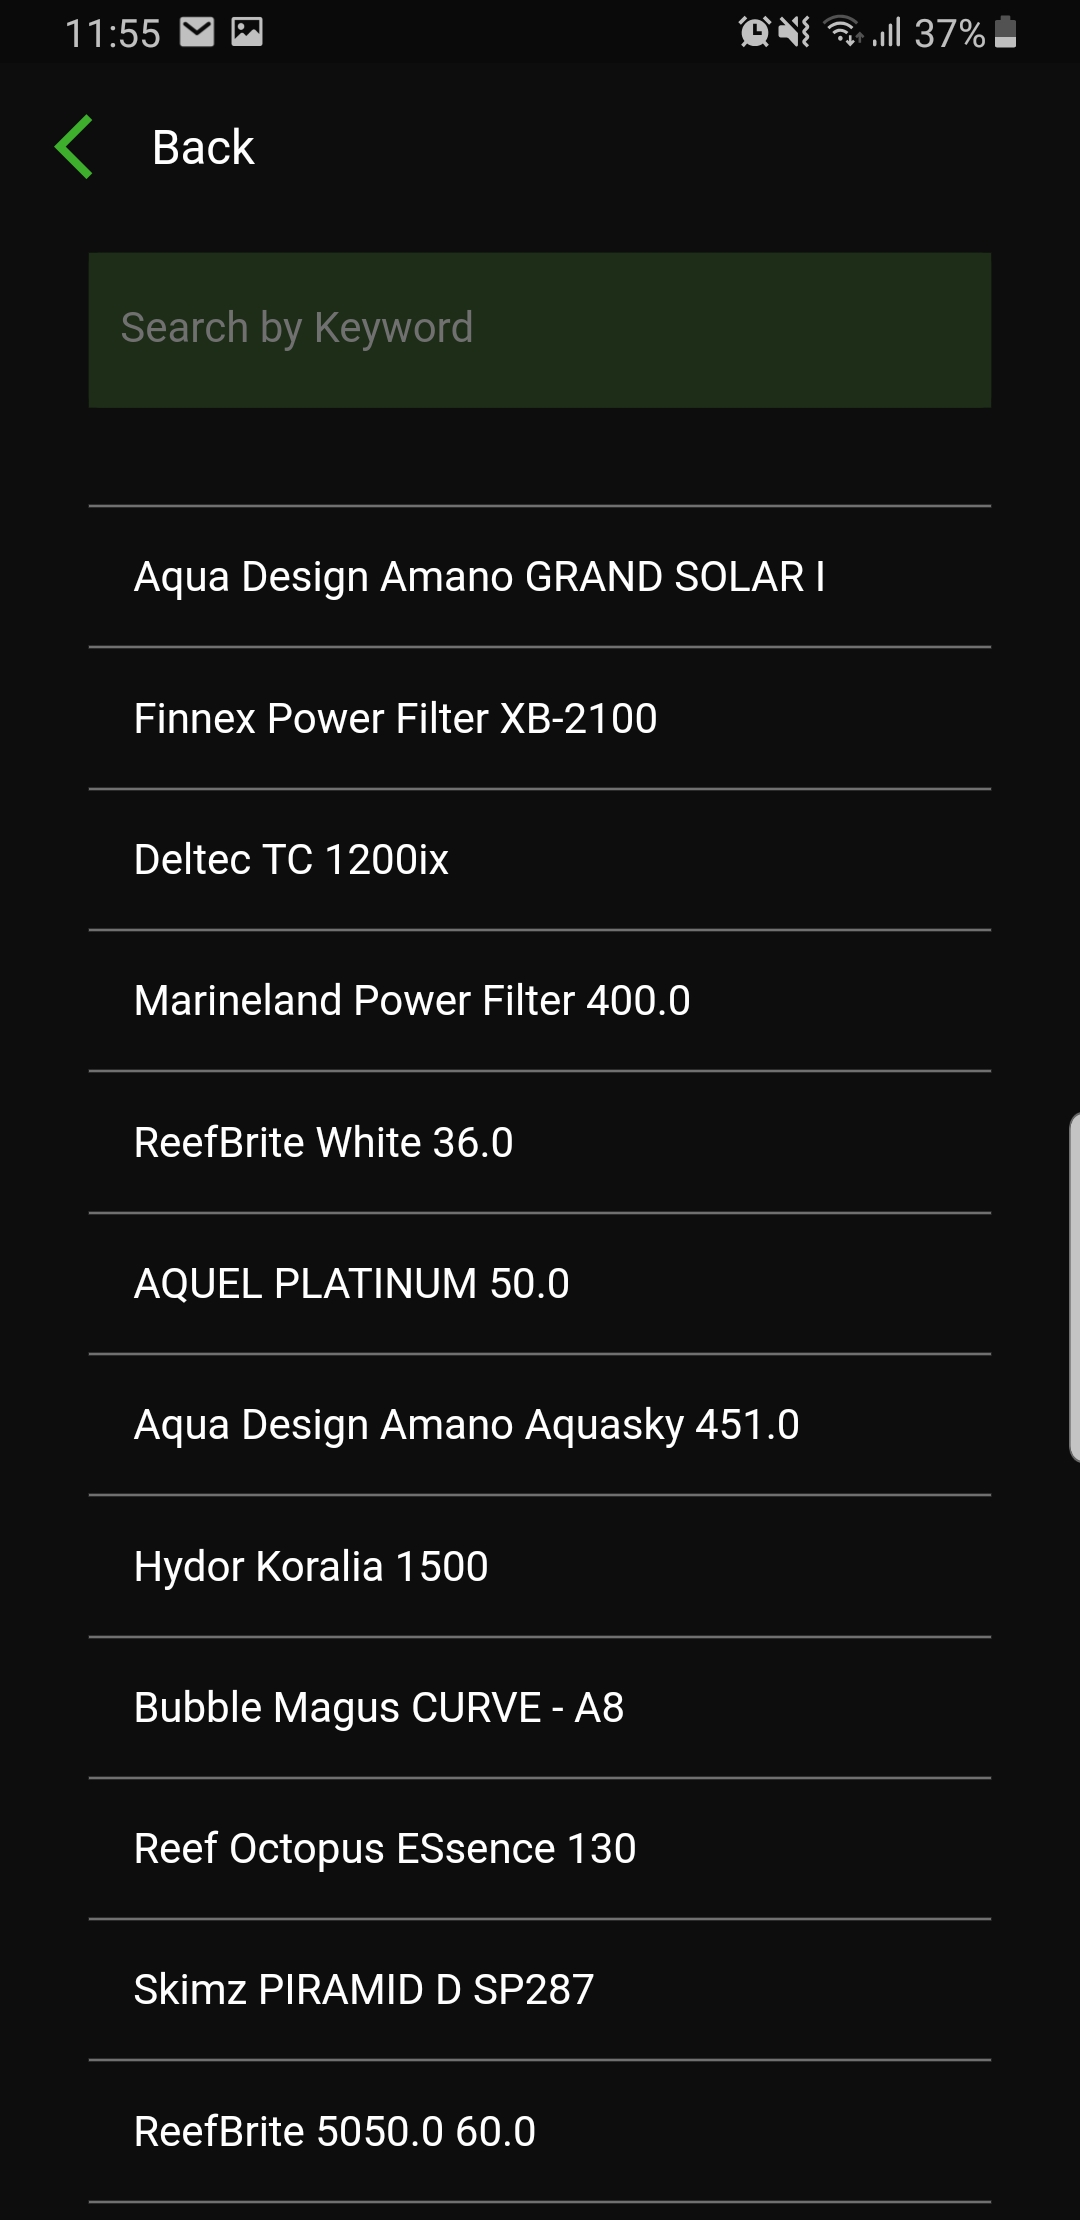 11:55
37%
Back
Search by Keyword
Aqua Design Amano GRAND SOLAR I
Finnex Power Filter XB-2100
Deltec TC 1200ix
Marineland Power Filter 400.0
ReefBrite White 36.0
AQUEL PLATINUM 50.0
Aqua Design Amano Aquasky 451.0
Hydor Koralia 1500
Bubble Magus CURVE - A8
Reef Octopus ESsence 130
Skimz PIRAMID D SP287
ReefBrite 5050.0 60.0